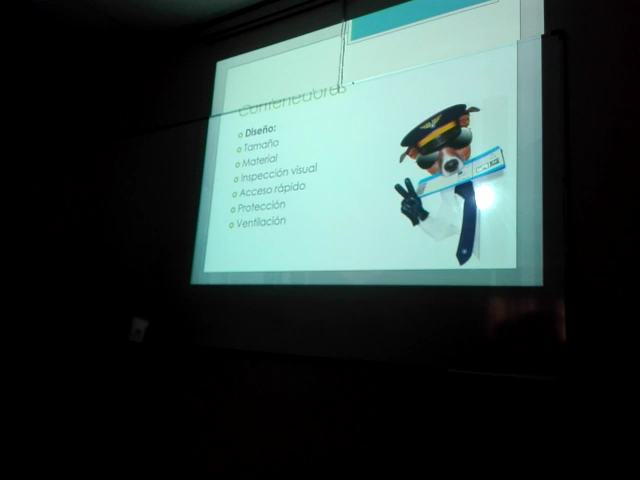 Contenedores
Diseño:
Tamaño
Material
Inspección visual
Acceso rápido
Protección
Ventilación